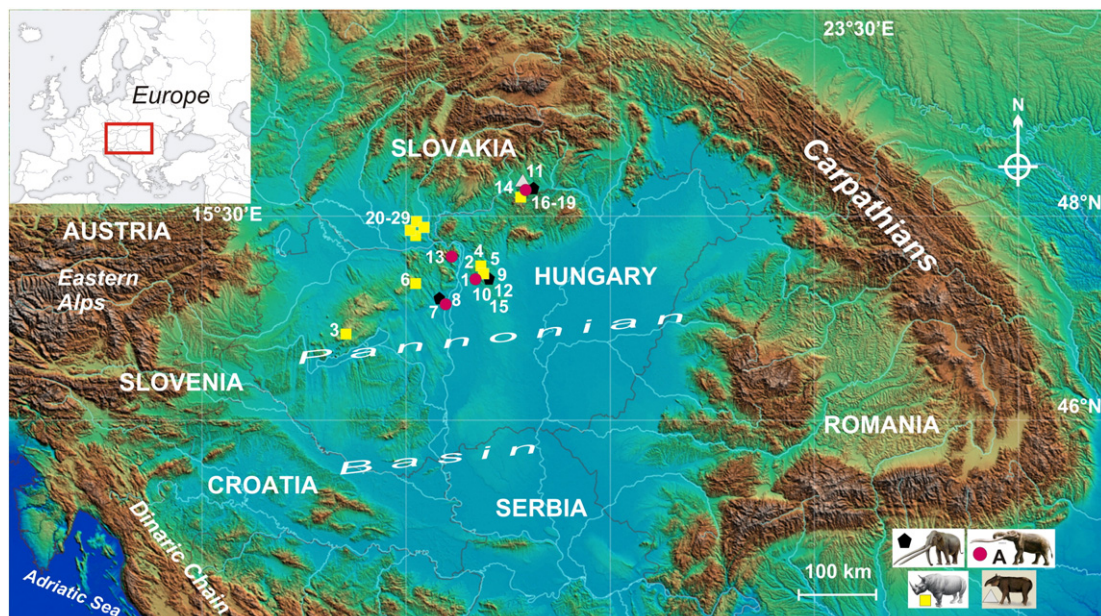 Europe
23°30’E
N
SLOVAKIA
Carpathians
11
14
16-19
48°N
15°30’E
20-29
AUSTRIA
Eastern
Alps
13
4
2
5
HUNGARY
6
1
9
10
12
8
7
15
3
Pannonian
SLOVENIA
46°N
ROMANIA
Basin
CROATIA
SERBIA
Dinaric Chain
Adriatic Sea
A
100 km